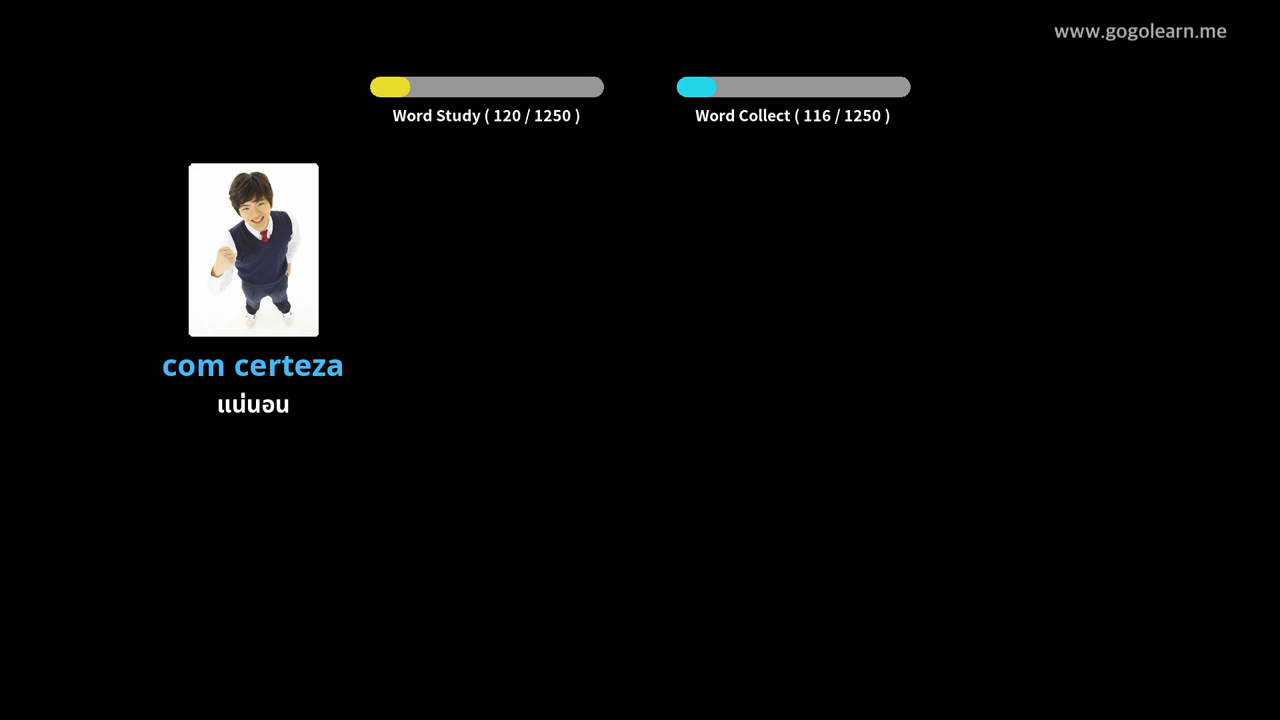 www.gogolearn.me
Word Study ( 120 / 1250 )
Word Collect ( 116 / 1250 )
com certeza
แน่นอน